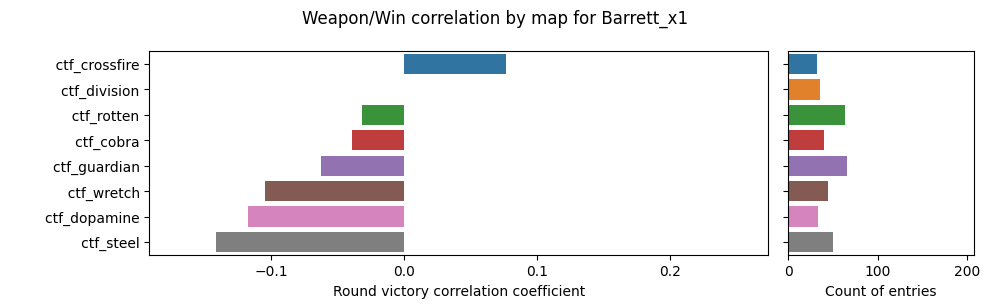 Weapon/Win correlation by map for Barrett_x1
ctf_crossfire
ctf_division
ctf_rotten
ctf_cobra
ctf_guardian
ctf_wretch
ctf_dopamine
ctf_steel
−0.1 0.0 0.1 0.2
Round victory correlation coefficient
0 100 200
Count of entries